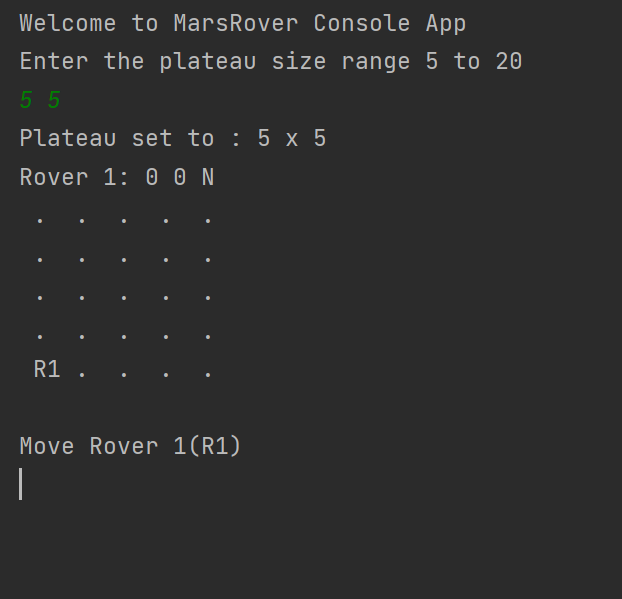 Welcome to MarsRover Console App
Enter the plateau size range 5 to 20
5 5
Plateau set to : 5 x 5
Rover 1: 0 0 N
. . . . .
. . . . .
. . . . .
. . . . .
R1 . . . .
Move Rover 1(R1)